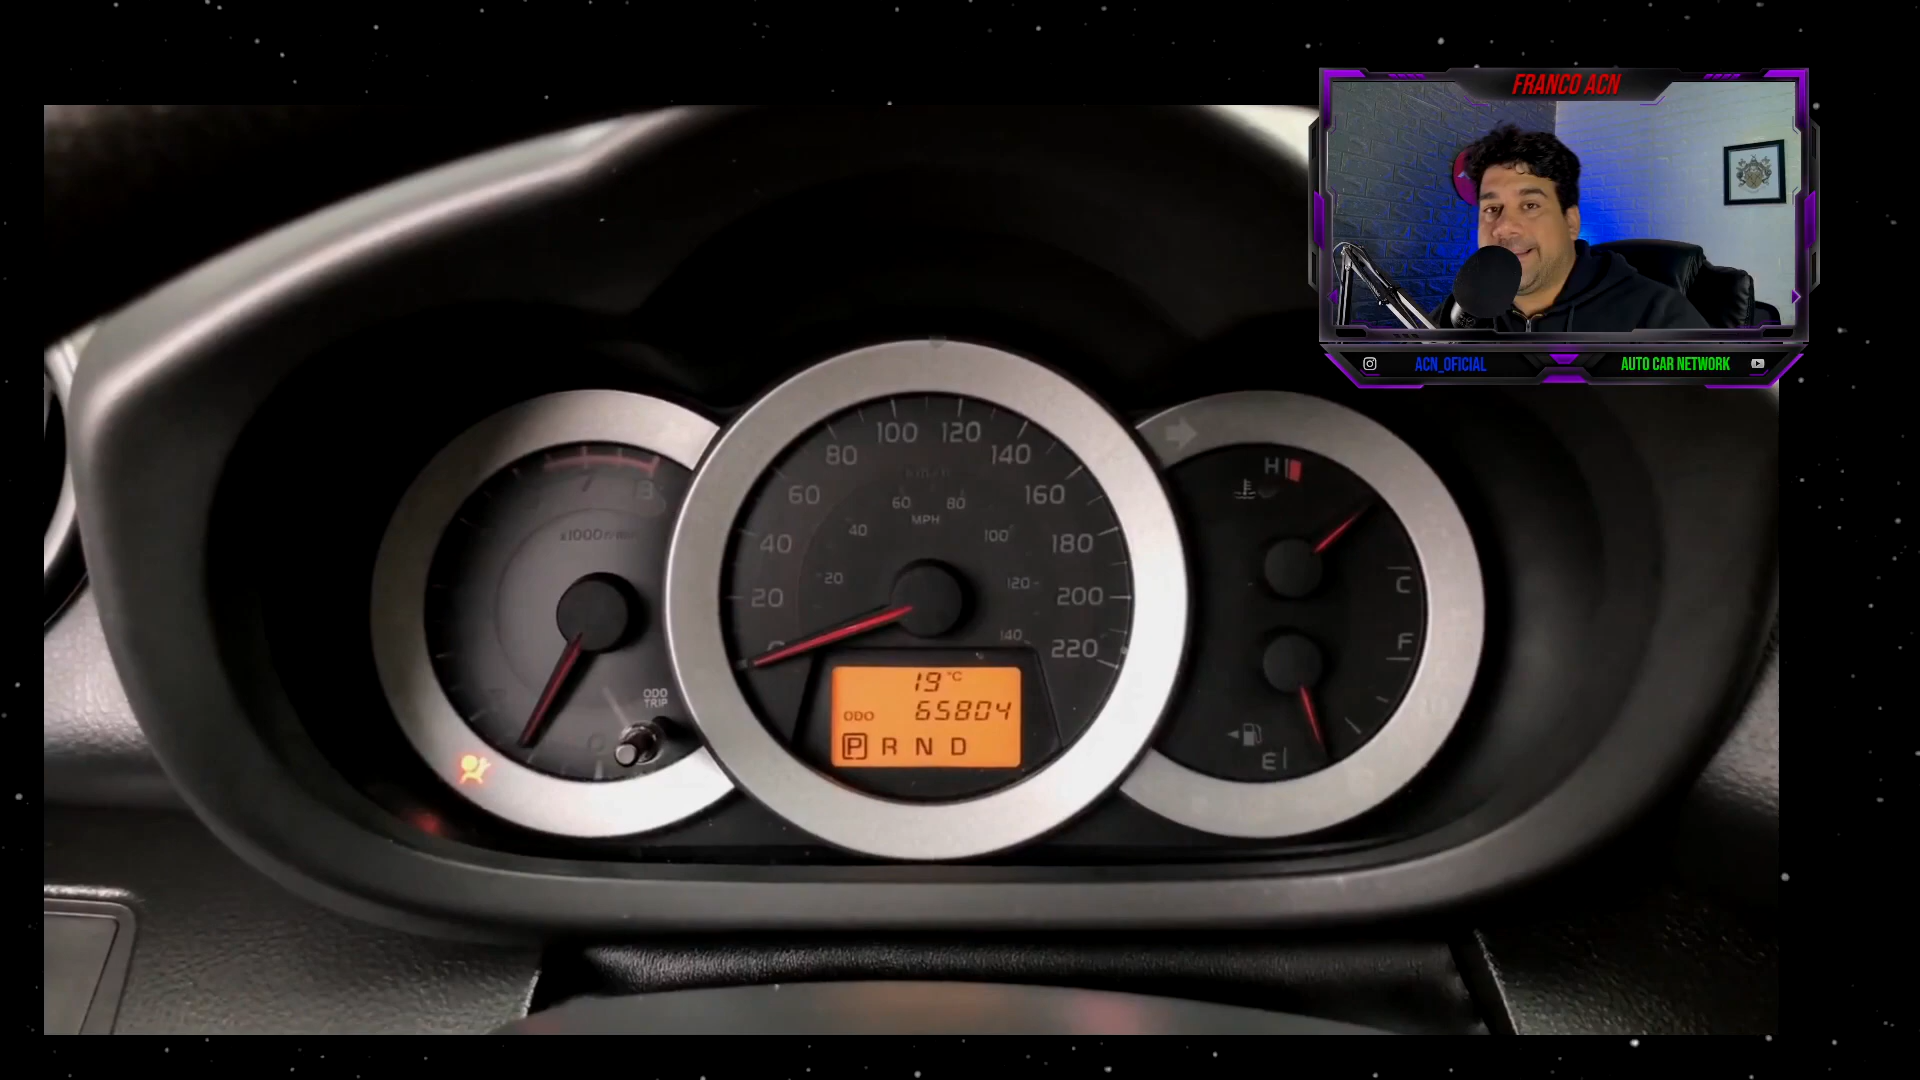 FRANCO ACN
ACN_OFICIAL
AUTO CAR NETWORK
20
40
60
80
100
120
140
160
180
200
220
20
40
60
80
MPH
100
120
140
8
x1000r/min
ODO
TRIP
19°C
ODO 65804
P R N D
H
C
F
E